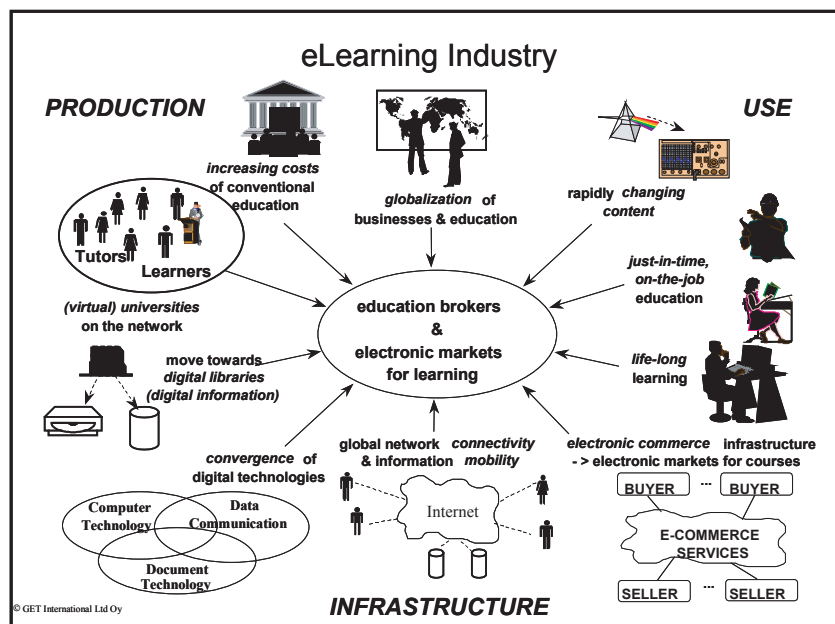 eLearning Industry
PRODUCTION
USE
increasing costs
of conventional
education
globalization of
businesses & education
rapidly changing
content
Tutors
Learners
just-in-time,
on-the-job
education
(virtual) universities
on the network
education brokers
&
electronic markets
for learning
move towards
digital libraries
(digital information)
life-long
learning
convergence of
digital technologies
global network connectivity
& information mobility
electronic commerce infrastructure
-> electronic markets for courses
Computer
Technology
Data
Communication
Document
Technology
Internet
BUYER ... BUYER
E-COMMERCE
SERVICES
SELLER ... SELLER
INFRASTRUCTURE
© GET International Ltd Oy